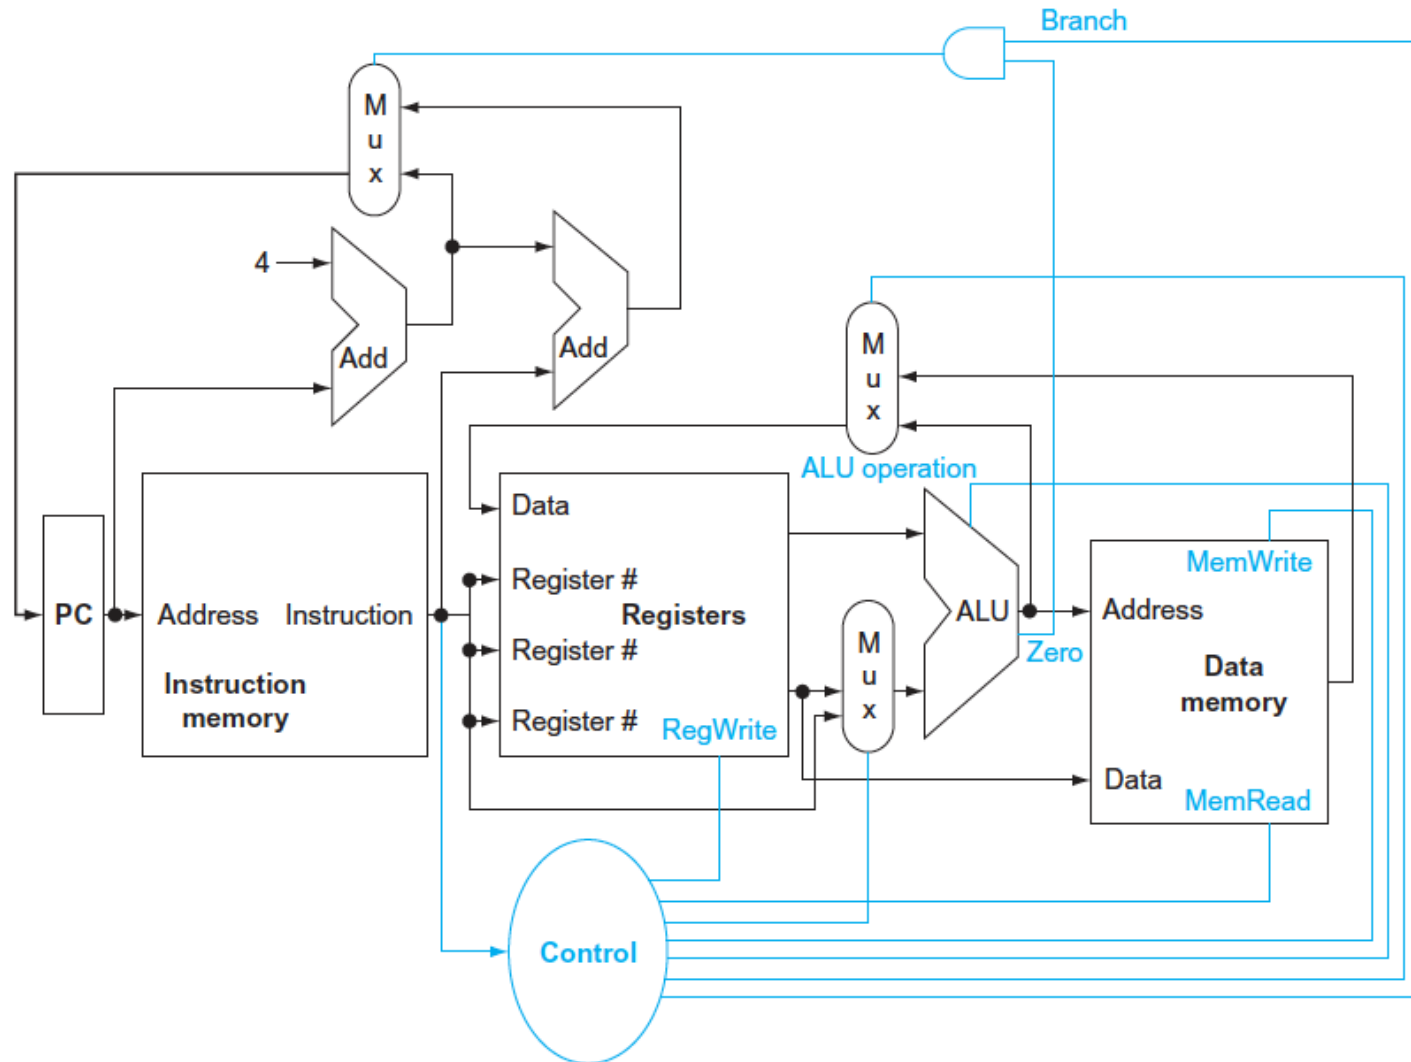 Branch
M
u
x
4
Add
Add
M
u
x
ALU operation
Data
Register #
Registers
Register #
Register #
RegWrite
PC
Address
Instruction
Instruction
memory
M
u
x
ALU
Zero
MemWrite
Address
Data
memory
Data
MemRead
Control